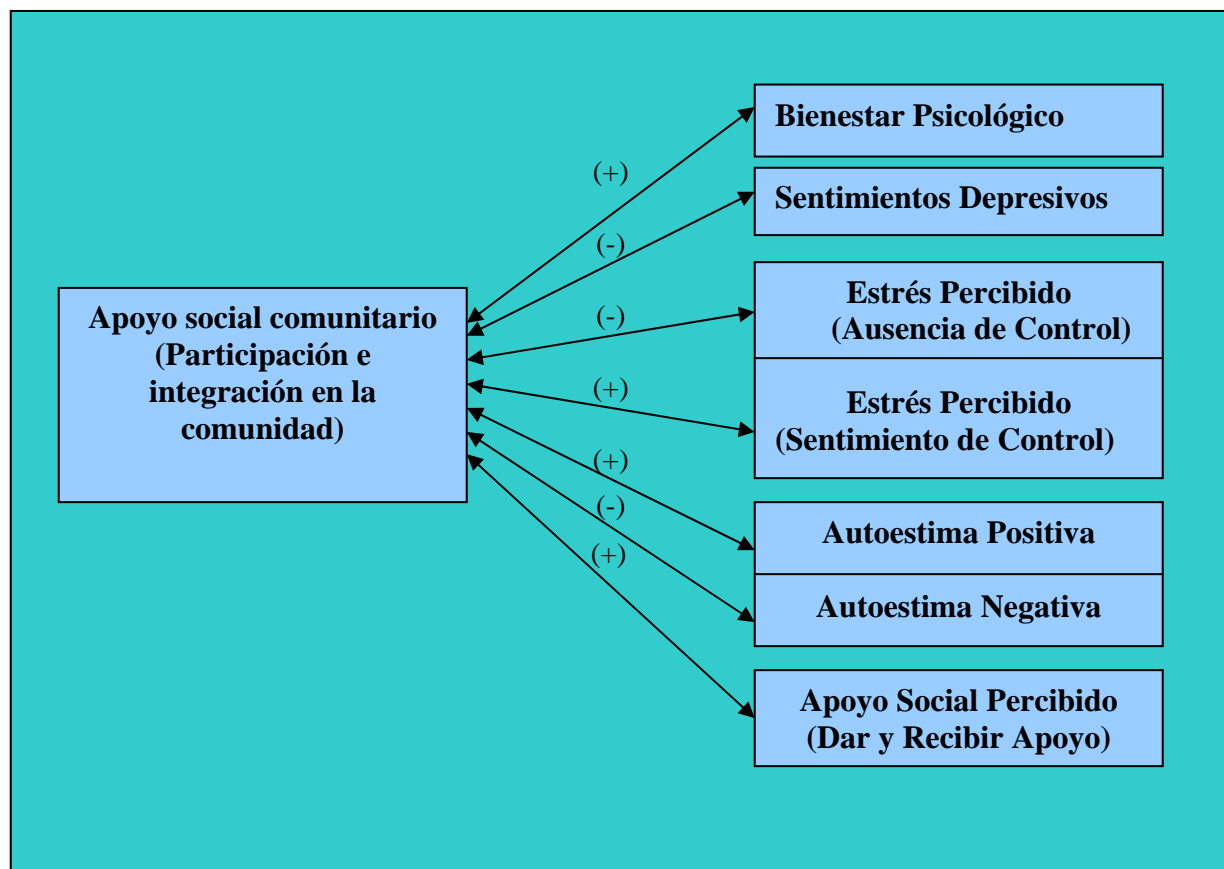 Bienestar Psicológico
(+)
Sentimientos Depresivos
(-)
Apoyo social comunitario
(Participación e
integración en la
comunidad)
Estrés Percibido
(Ausencia de Control)
(-)
Estrés Percibido
(Sentimiento de Control)
(+)
(+)
Autoestima Positiva
(-)
Autoestima Negativa
(+)
Apoyo Social Percibido
(Dar y Recibir Apoyo)